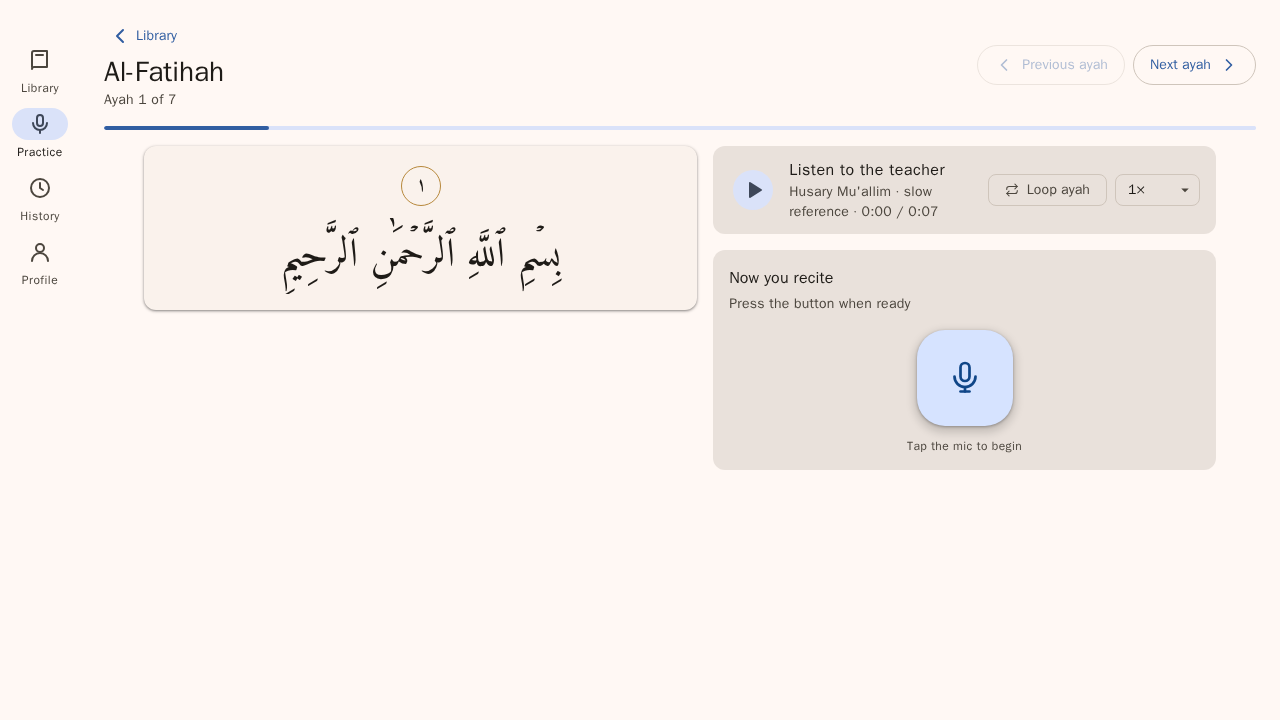 Library
Practice
History
Profile
Library
Al-Fatihah
Ayah 1 of 7
Previous ayah
Next ayah
١
بِسْمِ ٱللَّهِ ٱلرَّحْمَٰنِ ٱلرَّحِيمِ
Listen to the teacher
Husary Mu'allim · slow
reference · 0:00 / 0:07
Loop ayah
1×
Now you recite
Press the button when ready
Tap the mic to begin